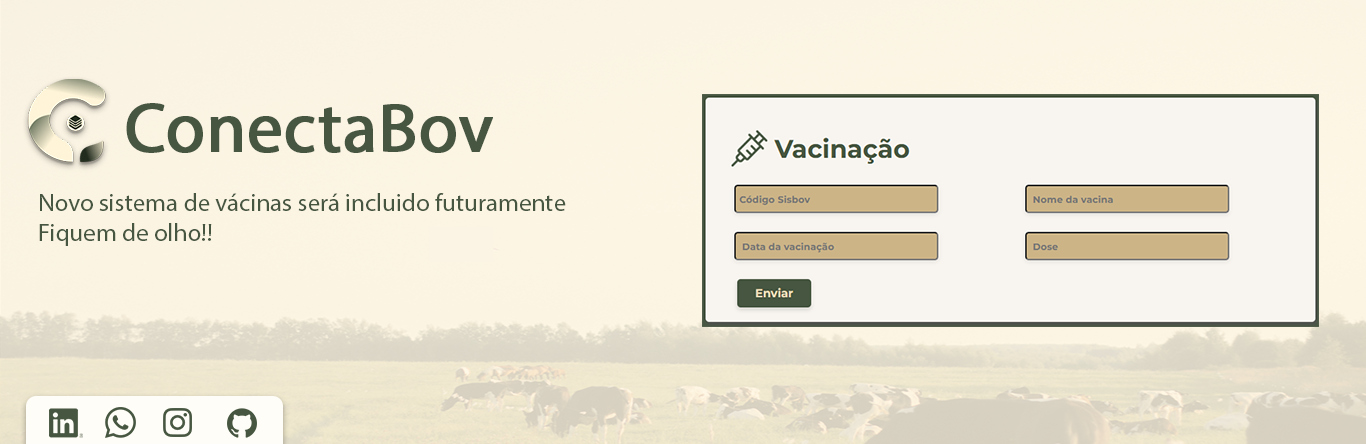 ConectaBov
Novo sistema de vácinas será incluido futuramente
Fiquem de olho!!
Vacinação
Código Sisbov
Nome da vacina
Data da vacinação
Dose
Enviar
in